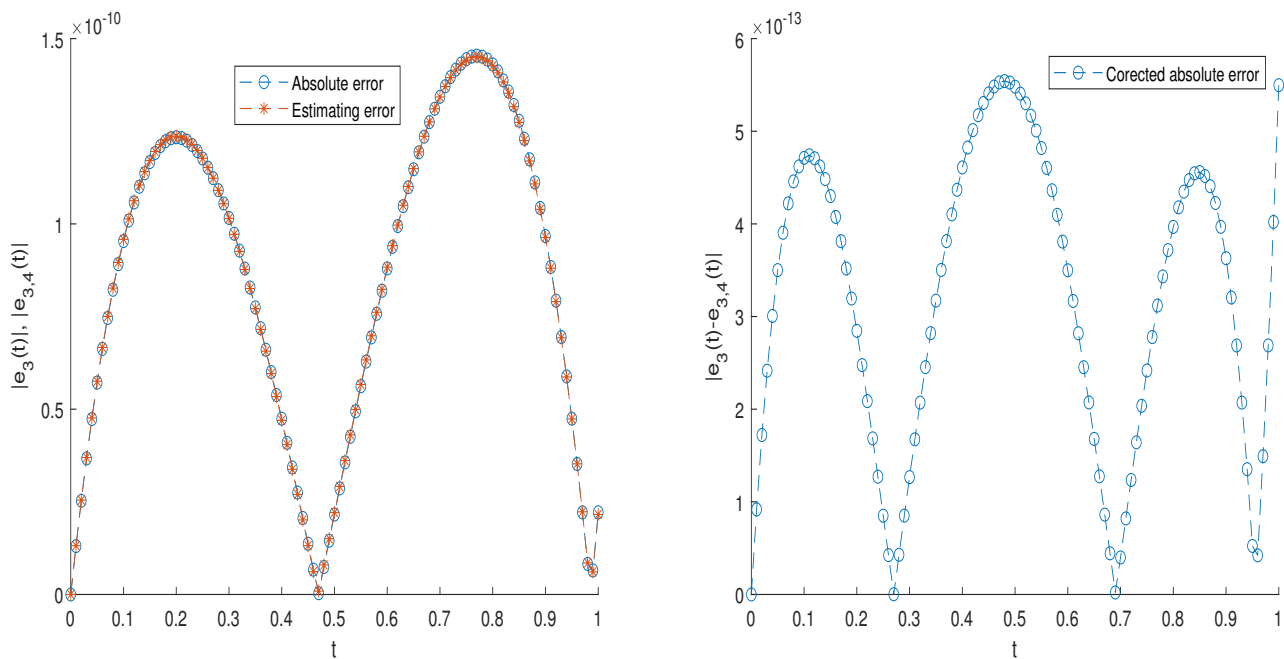 ×10⁻¹⁰
1.5
1
0.5
0
|e₃(t)|, |e₃,₄(t)|
Absolute error
Estimating error
0 0.1 0.2 0.3 0.4 0.5 0.6 0.7 0.8 0.9 1
t
×10⁻¹³
6
5
4
3
2
1
0
|e₃(t)-e₃,₄(t)|
Corected absolute error
0 0.1 0.2 0.3 0.4 0.5 0.6 0.7 0.8 0.9 1
t